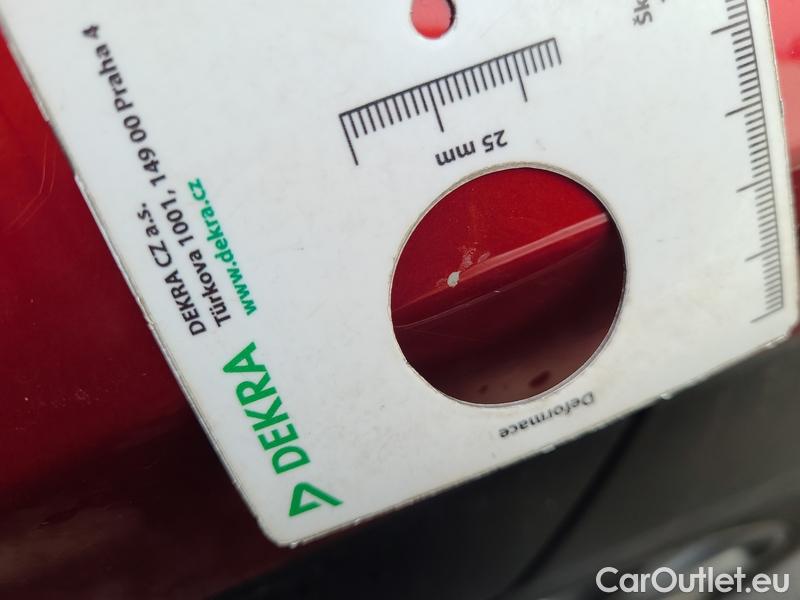 DEKRA
DEKRA CZ a.s.
Türkova 1001, 149 00 Praha 4
www.dekra.cz
25 mm
Deformace
CarOutlet.eu